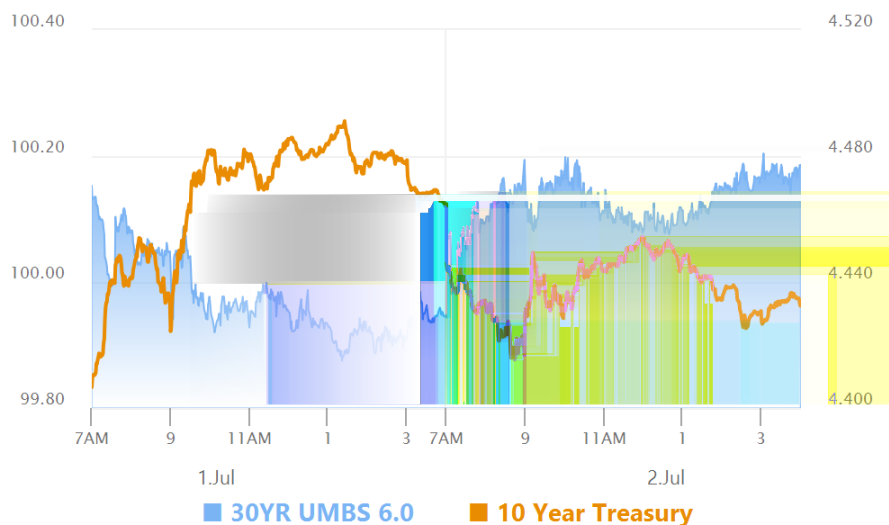 100.40 4.520
100.20 4.480
100.00 4.440
99.80 4.400
7AM 9 11AM 1 3 7AM 9 11AM 1 3
1.Jul 2.Jul
30YR UMBS 6.0 10 Year Treasury